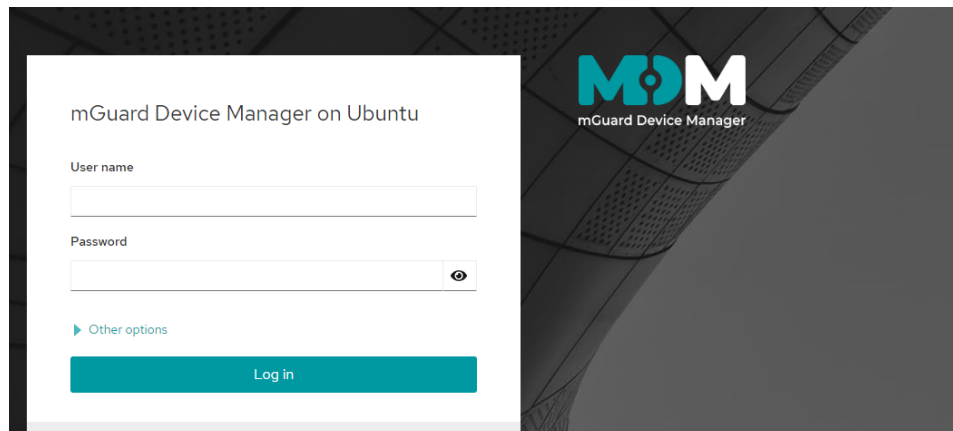 mGuard Device Manager on Ubuntu
User name
Password
Other options
Log in
MDM
mGuard Device Manager